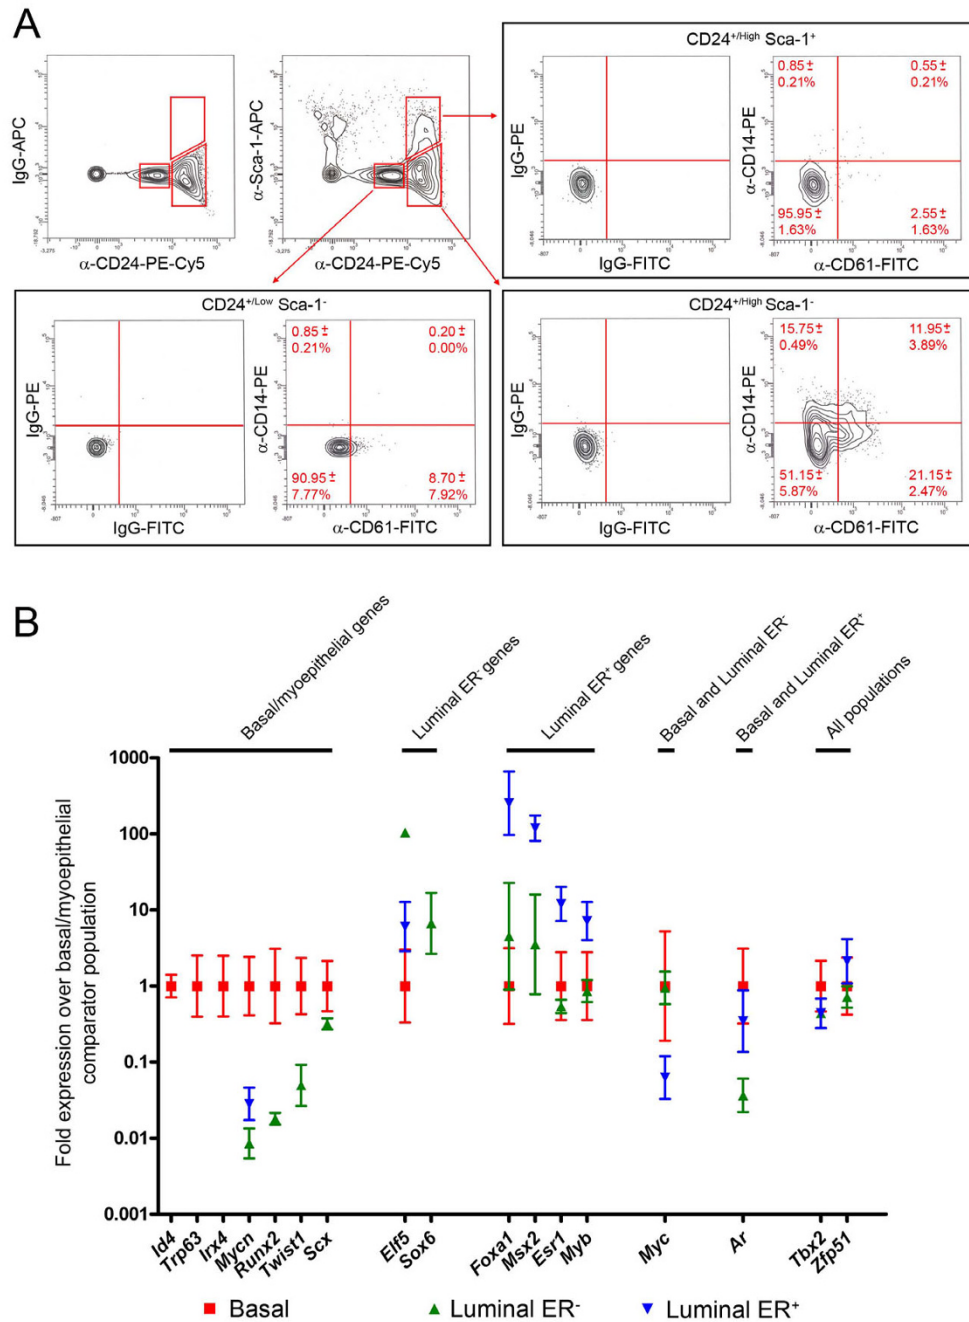 A
IgG-APC
α-CD24-PE-Cy5
α-Sca-1-APC
α-CD24-PE-Cy5
CD24+/High Sca-1+
IgG-PE
IgG-FITC
α-CD14-PE
0.85± 0.55±
0.21% 0.21%
95.95± 2.55±
1.63% 1.63%
α-CD61-FITC
CD24+/Low Sca-1-
IgG-PE
IgG-FITC
α-CD14-PE
0.85± 0.20±
0.21% 0.00%
90.95± 8.70±
7.77% 7.92%
α-CD61-FITC
CD24+/High Sca-1-
IgG-PE
IgG-FITC
α-CD14-PE
15.75± 11.95±
0.49% 3.89%
51.15± 21.15±
5.87% 2.47%
α-CD61-FITC
B
Basal/myoepithelial genes
Luminal ER- genes
Luminal ER+ genes
Basal and Luminal ER-
Basal and Luminal ER+
All populations
Fold expression over basal/myoepithelial
comparator population
1000
100
10
1
0.1
0.01
0.001
Id4
Trp63
Irx4
Mycn
Runx2
Twist1
Scx
Elf5
Sox6
Foxa1
Msx2
Esr1
Myb
Myc
Ar
Tbx2
Zfp51
Basal
Luminal ER-
Luminal ER+